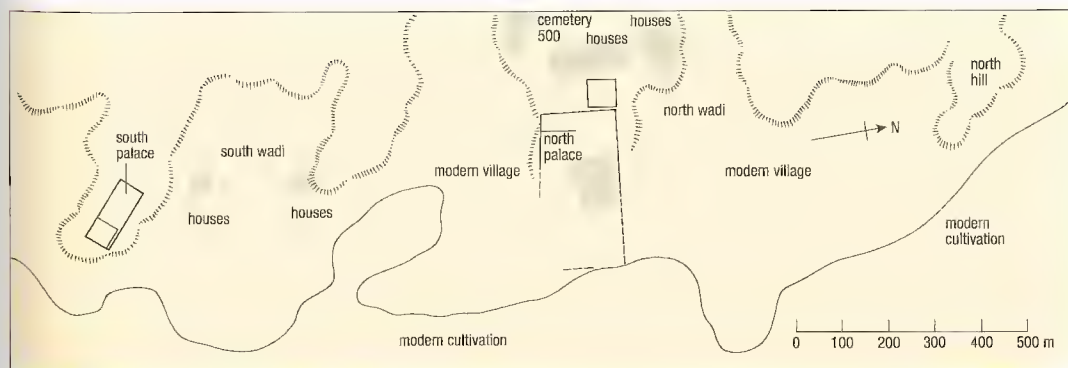 cemetery houses
500 houses
north
hill
south
palace
south wadi
north wadi
N
north
palace
modern village
modern village
houses
houses
modern
cultivation
modern cultivation
0 100 200 300 400 500 m